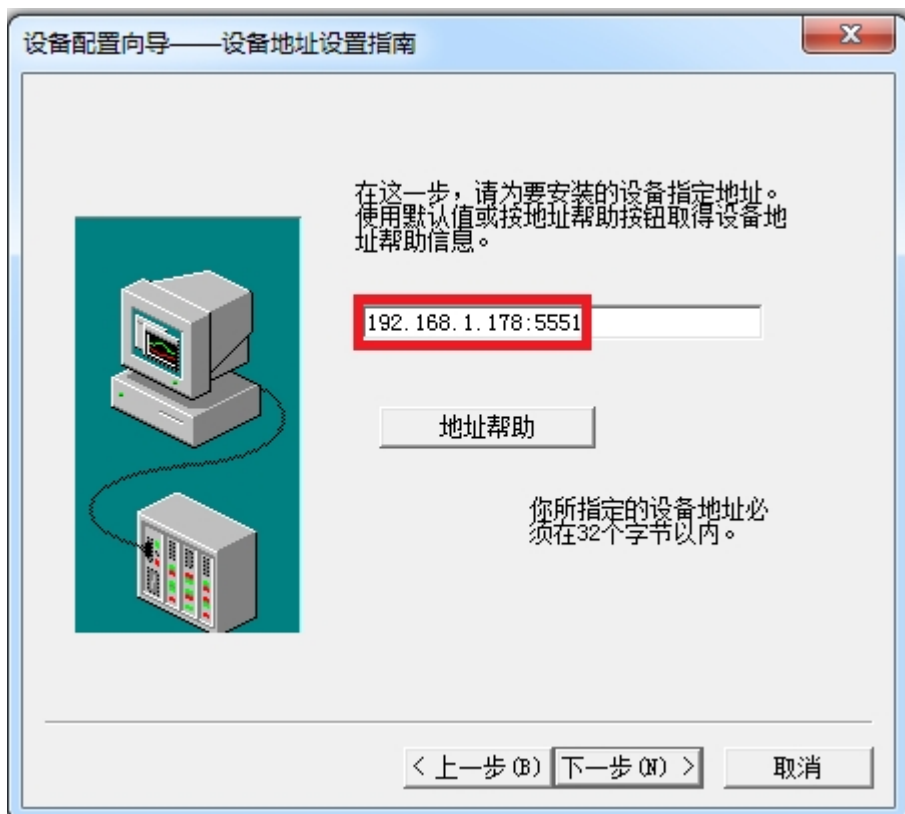 设备配置向导——设备地址设置指南
在这一步,请为要安装的设备指定地址。
使用默认值或按地址帮助按钮取得设备地
址帮助信息。
192.168.1.178:5551
地址帮助
你所指定的设备地址必
须在32个字节以内。
< 上一步(B) 下一步(N) > 取消